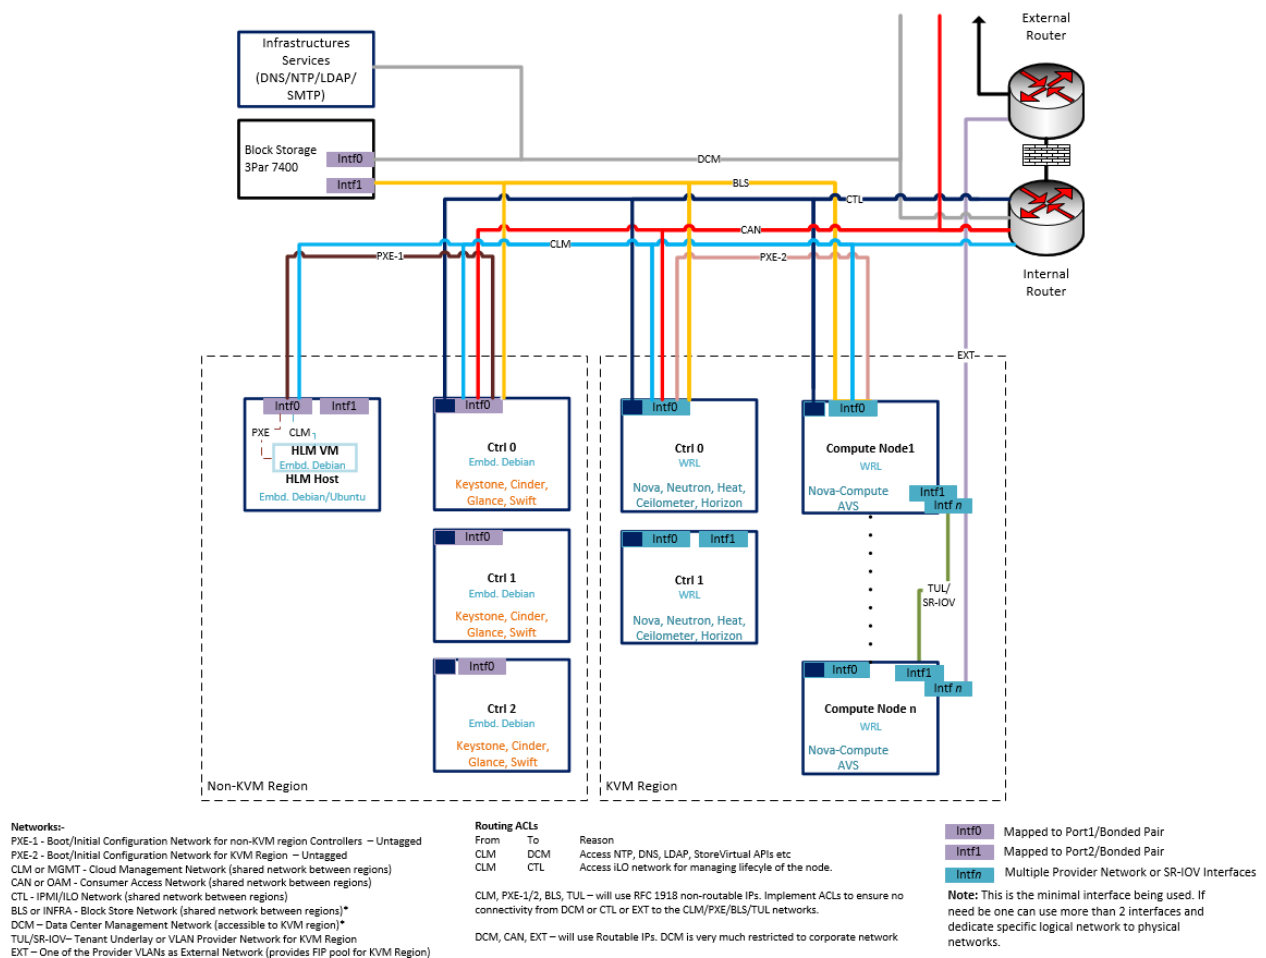 External
Router
Infrastructures
Services
(DNS/NTP/LDAP/
SMTP)
Block Storage
3Par 7400
Intf0
Intf1
DCM
BLS
CTL
CAN
CLM
PXE-1
PXE-2
Internal
Router
EXT
Intf0
Intf1
PXE
CLM
HLM VM
Embd. Debian
HLM Host
Embd. Debian/Ubuntu
Intf0
Ctrl 0
Embd. Debian
Keystone, Cinder,
Glance, Swift
Intf0
Ctrl 1
Embd. Debian
Keystone, Cinder,
Glance, Swift
Intf0
Ctrl 2
Embd. Debian
Keystone, Cinder,
Glance, Swift
Non-KVM Region
Intf0
Ctrl 0
WRL
Nova, Neutron, Heat,
Ceilometer, Horizon
Intf0
Intf1
Ctrl 1
WRL
Nova, Neutron, Heat,
Ceilometer, Horizon
Intf0
Compute Node1
WRL
Nova-Compute
AVS
Intf1
Intf n
TUL/
SR-IOV
Intf0
Intf1
Intf n
Compute Node n
WRL
Nova-Compute
AVS
KVM Region
Networks:-
PXE-1 - Boot/Initial Configuration Network for non-KVM region Controllers – Untagged
PXE-2 - Boot/Initial Configuration Network for KVM Region – Untagged
CLM or MGMT - Cloud Management Network (shared network between regions)
CAN or OAM - Consumer Access Network (shared network between regions)
CTL - IPMI/ILO Network (shared network between regions)
BLS or INFRA - Block Store Network (shared network between regions)*
DCM – Data Center Management Network (accessible to KVM region)*
TUL/SR-IOV– Tenant Underlay or VLAN Provider Network for KVM Region
EXT – One of the Provider VLANs as External Network (provides FIP pool for KVM Region)
Routing ACLs
From To Reason
CLM DCM Access NTP, DNS, LDAP, StoreVirtual APIs etc
CLM CTL Access iLO network for managing lifecyle of the node.
CLM, PXE-1/2, BLS, TUL – will use RFC 1918 non-routable IPs. Implement ACLs to ensure no
connectivity from DCM or CTL or EXT to the CLM/PXE/BLS/TUL networks.
DCM, CAN, EXT – will use Routable IPs. DCM is very much restricted to corporate network
Intf0 Mapped to Port1/Bonded Pair
Intf1 Mapped to Port2/Bonded Pair
Intfn Multiple Provider Network or SR-IOV Interfaces
Note: This is the minimal interface being used. If
need be one can use more than 2 interfaces and
dedicate specific logical network to physical
networks.